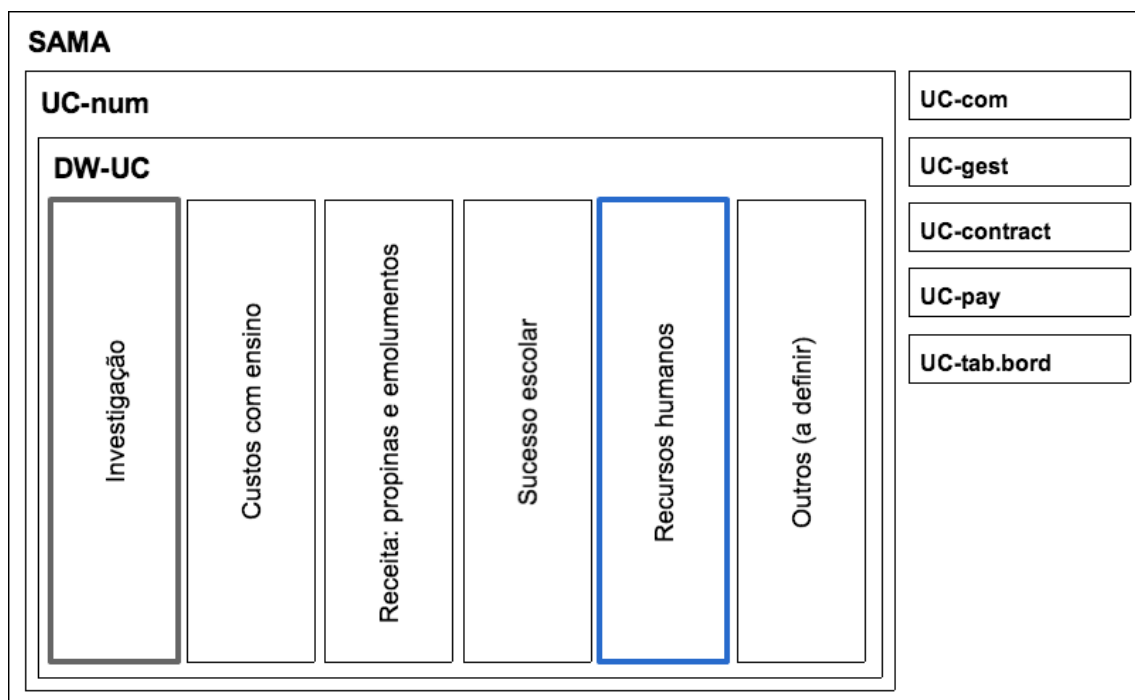 SAMA
UC-num
DW-UC
Investigação
Custos com ensino
Receita: propinas e emolumentos
Sucesso escolar
Recursos humanos
Outros (a definir)
UC-com
UC-gest
UC-contract
UC-pay
UC-tab.bord